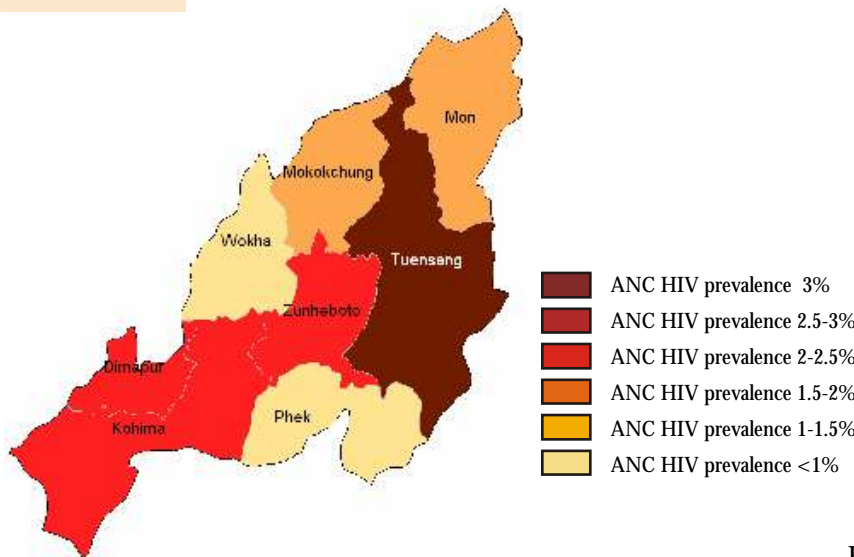 Mon
Mokokchung
Wokha
Tuensang
Zunheboto
Dimapur
Kohima
Phek
ANC HIV prevalence 3%
ANC HIV prevalence 2.5-3%
ANC HIV prevalence 2-2.5%
ANC HIV prevalence 1.5-2%
ANC HIV prevalence 1-1.5%
ANC HIV prevalence <1%